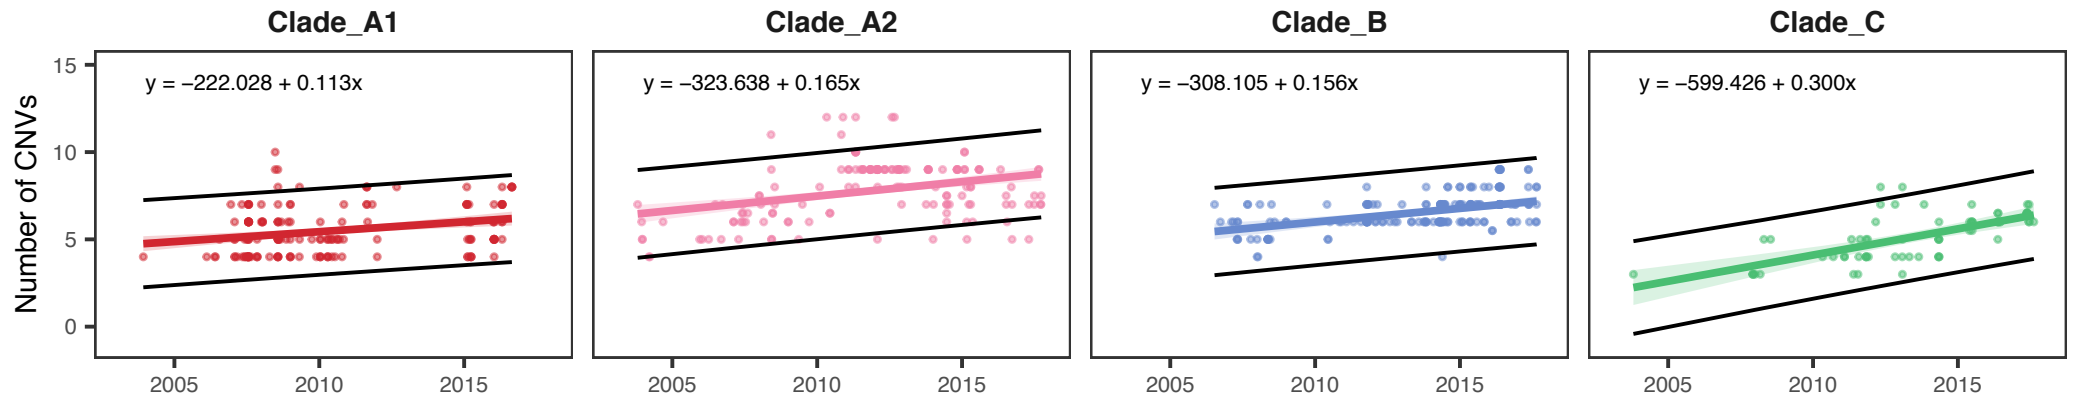 Clade_A1 Clade_A2 Clade_B Clade_C
y = −222.028 + 0.113x
y = −323.638 + 0.165x
y = −308.105 + 0.156x
y = −599.426 + 0.300x
Number of CNVs
15
10
5
0
2005 2010 2015
2005 2010 2015
2005 2010 2015
2005 2010 2015